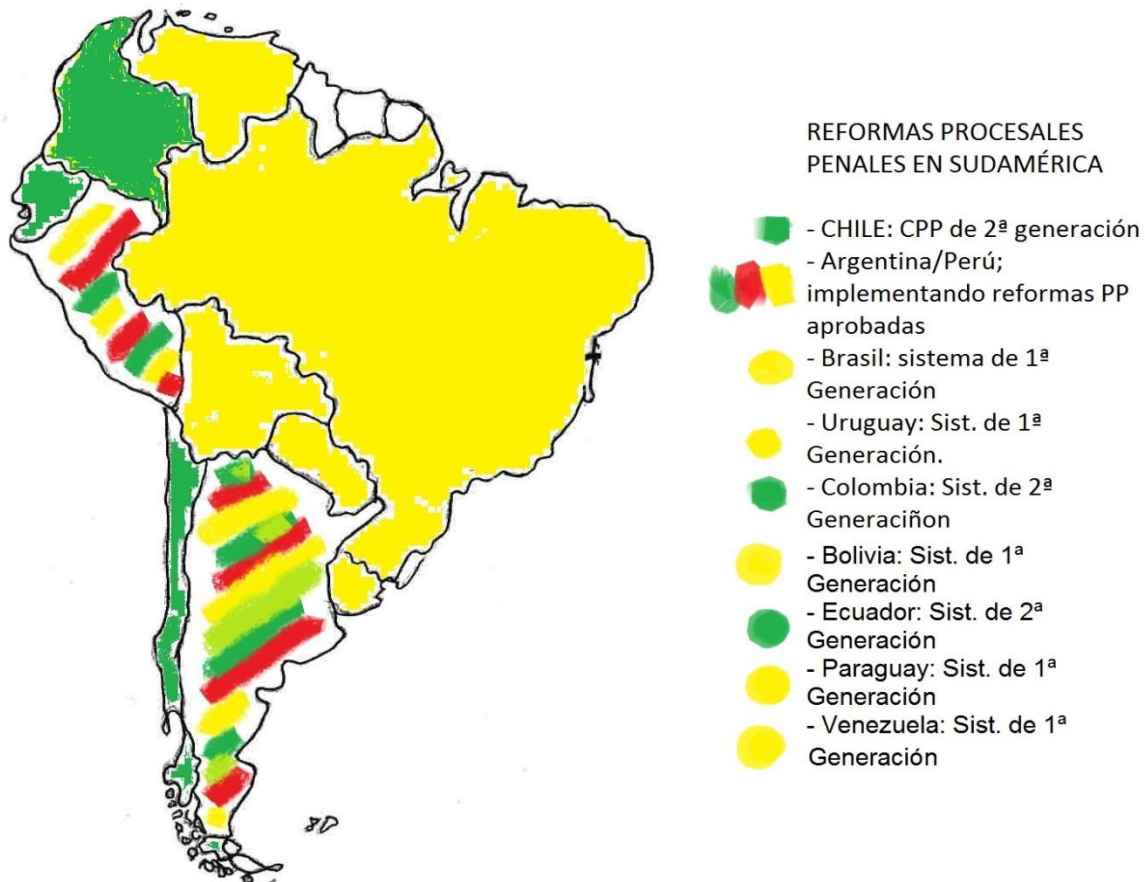 REFORMAS PROCESALES
PENALES EN SUDAMÉRICA
- CHILE: CPP de 2ª generación
- Argentina/Perú;
implementando reformas PP
aprobadas
- Brasil: sistema de 1ª
Generación
- Uruguay: Sist. de 1ª
Generación.
- Colombia: Sist. de 2ª
Generaciñon
- Bolivia: Sist. de 1ª
Generación
- Ecuador: Sist. de 2ª
Generación
- Paraguay: Sist. de 1ª
Generación
- Venezuela: Sist. de 1ª
Generación